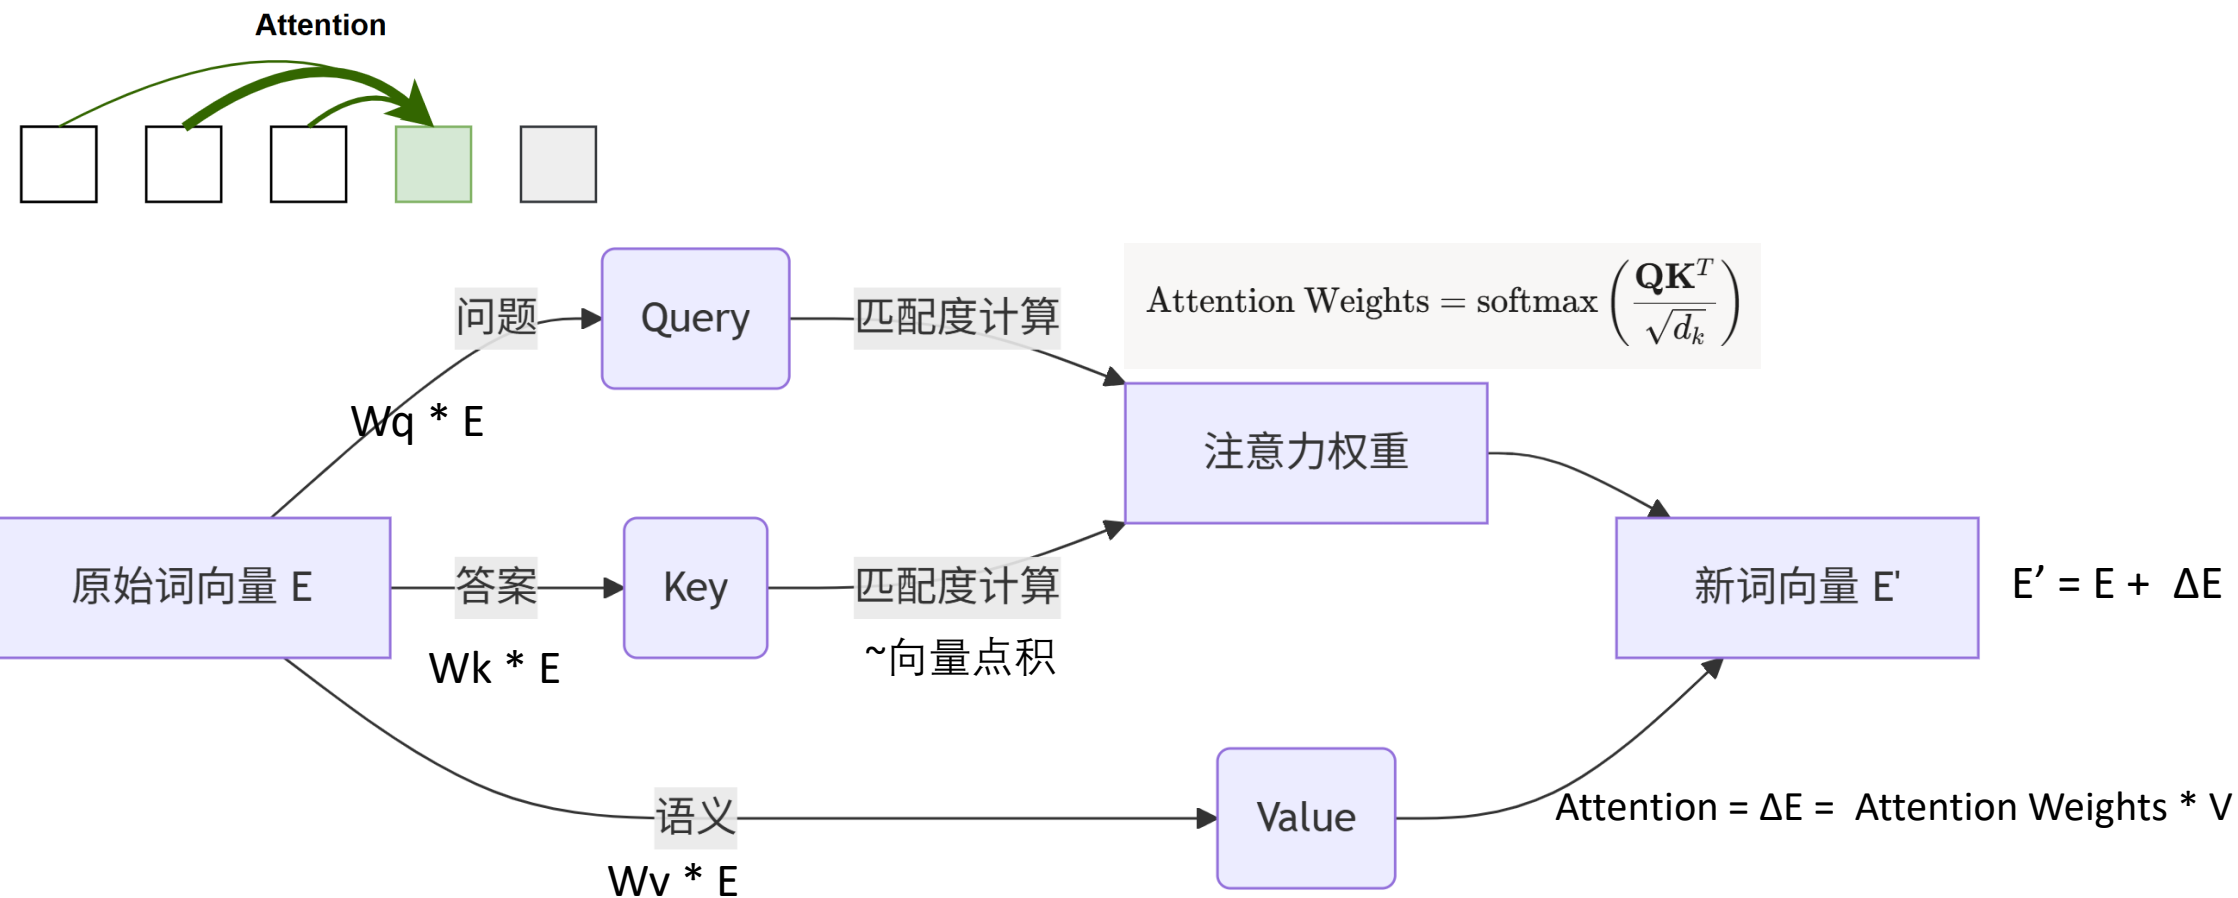 Attention
问题
Query
匹配度计算
Attention Weights = softmax(QK^T / √d_k)
Wq * E
注意力权重
原始词向量 E
答案
Key
匹配度计算
新词向量 E'
E’ = E + ΔE
Wk * E
~向量点积
语义
Value
Attention = ΔE = Attention Weights * V
Wv * E